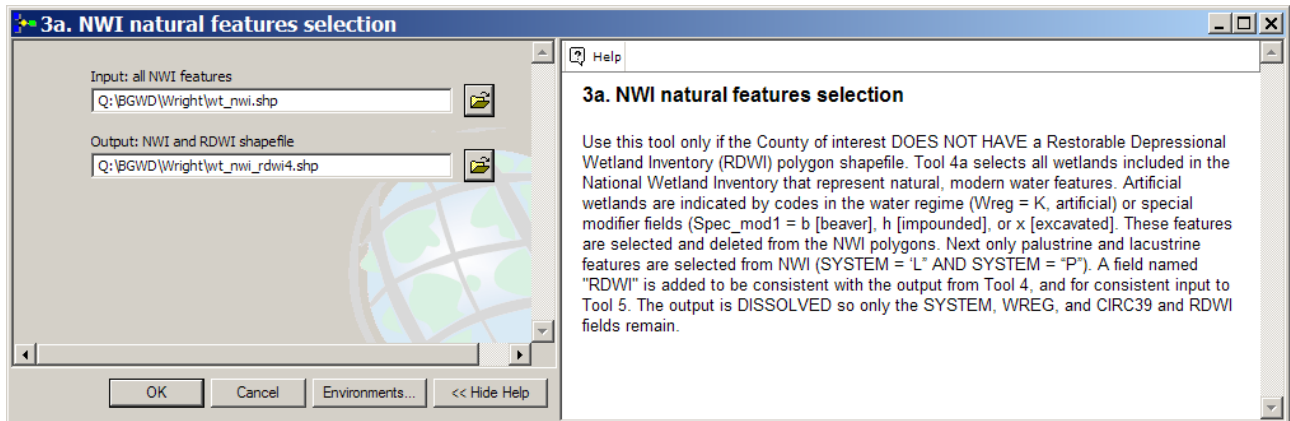 3a. NWI natural features selection
Input: all NWI features
Q:\BGWD\Wright\wt_nwi.shp
Output: NWI and RDWI shapefile
Q:\BGWD\Wright\wt_nwi_rdwi4.shp
OK
Cancel
Environments...
<< Hide Help
Help
3a. NWI natural features selection
Use this tool only if the County of interest DOES NOT HAVE a Restorable Depressional
Wetland Inventory (RDWI) polygon shapefile. Tool 4a selects all wetlands included in the
National Wetland Inventory that represent natural, modern water features. Artificial
wetlands are indicated by codes in the water regime (Wreg = K, artificial) or special
modifier fields (Spec_mod1 = b [beaver], h [impounded], or x [excavated]. These features
are selected and deleted from the NWI polygons. Next only palustrine and lacustrine
features are selected from NWI (SYSTEM = 'L" AND SYSTEM = "P"). A field named
"RDWI" is added to be consistent with the output from Tool 4, and for consistent input to
Tool 5. The output is DISSOLVED so only the SYSTEM, WREG, and CIRC39 and RDWI
fields remain.